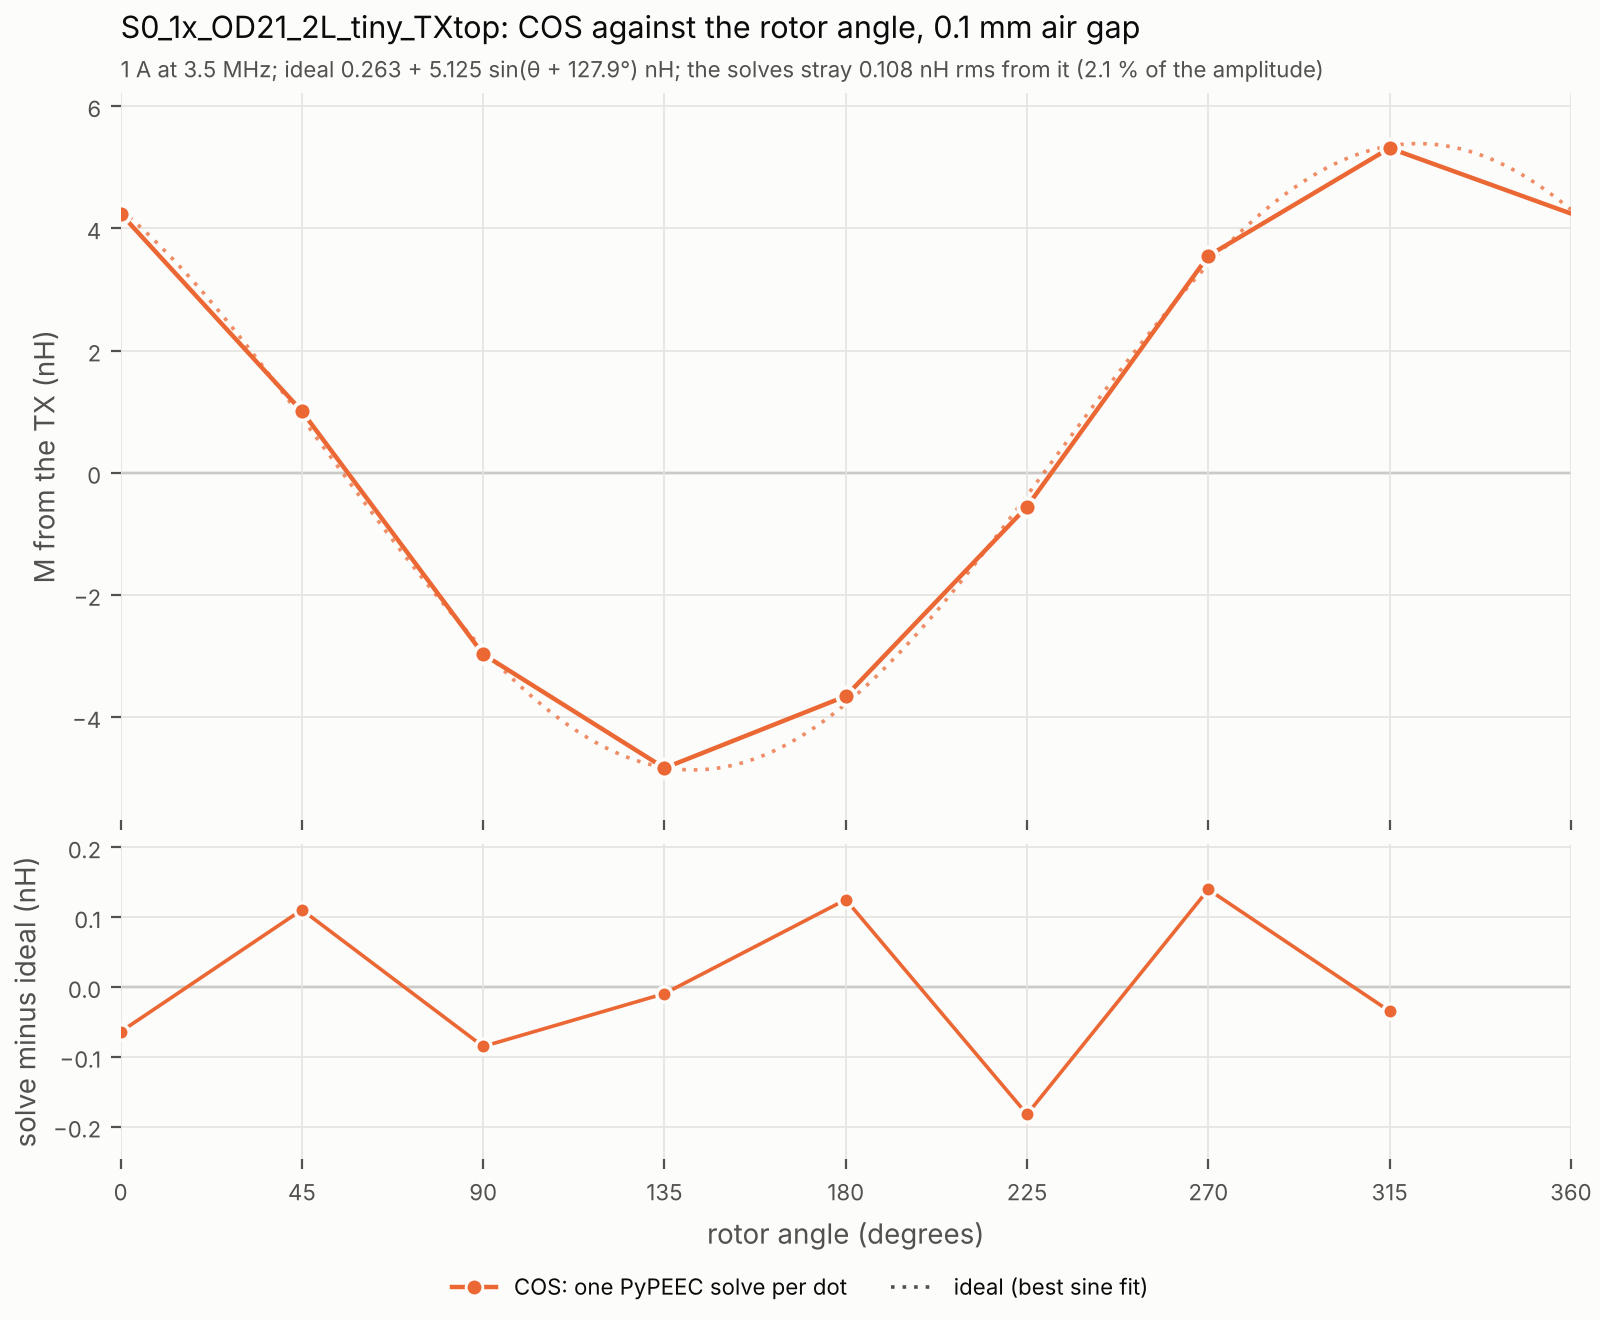 S0_1x_OD21_2L_tiny_TXtop: COS against the rotor angle, 0.1 mm air gap
1 A at 3.5 MHz; ideal 0.263 + 5.125 sin(θ + 127.9°) nH; the solves stray 0.108 nH rms from it (2.1 % of the amplitude)
M from the TX (nH)
6
4
2
0
−2
−4
solve minus ideal (nH)
0.2
0.1
0.0
−0.1
−0.2
0 45 90 135 180 225 270 315 360
rotor angle (degrees)
COS: one PyPEEC solve per dot ideal (best sine fit)